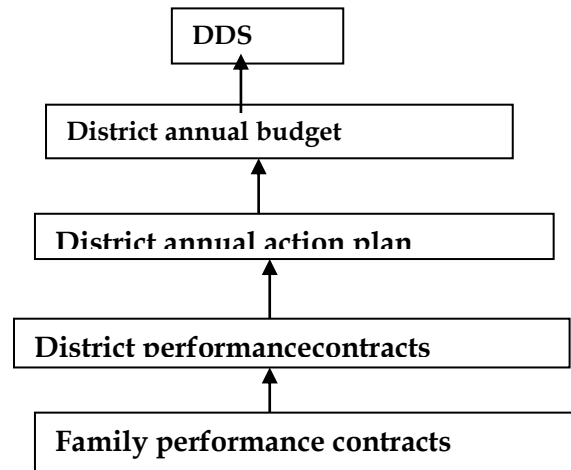 DDS
District annual budget
District annual action plan
District performancecontracts
Family performance contracts